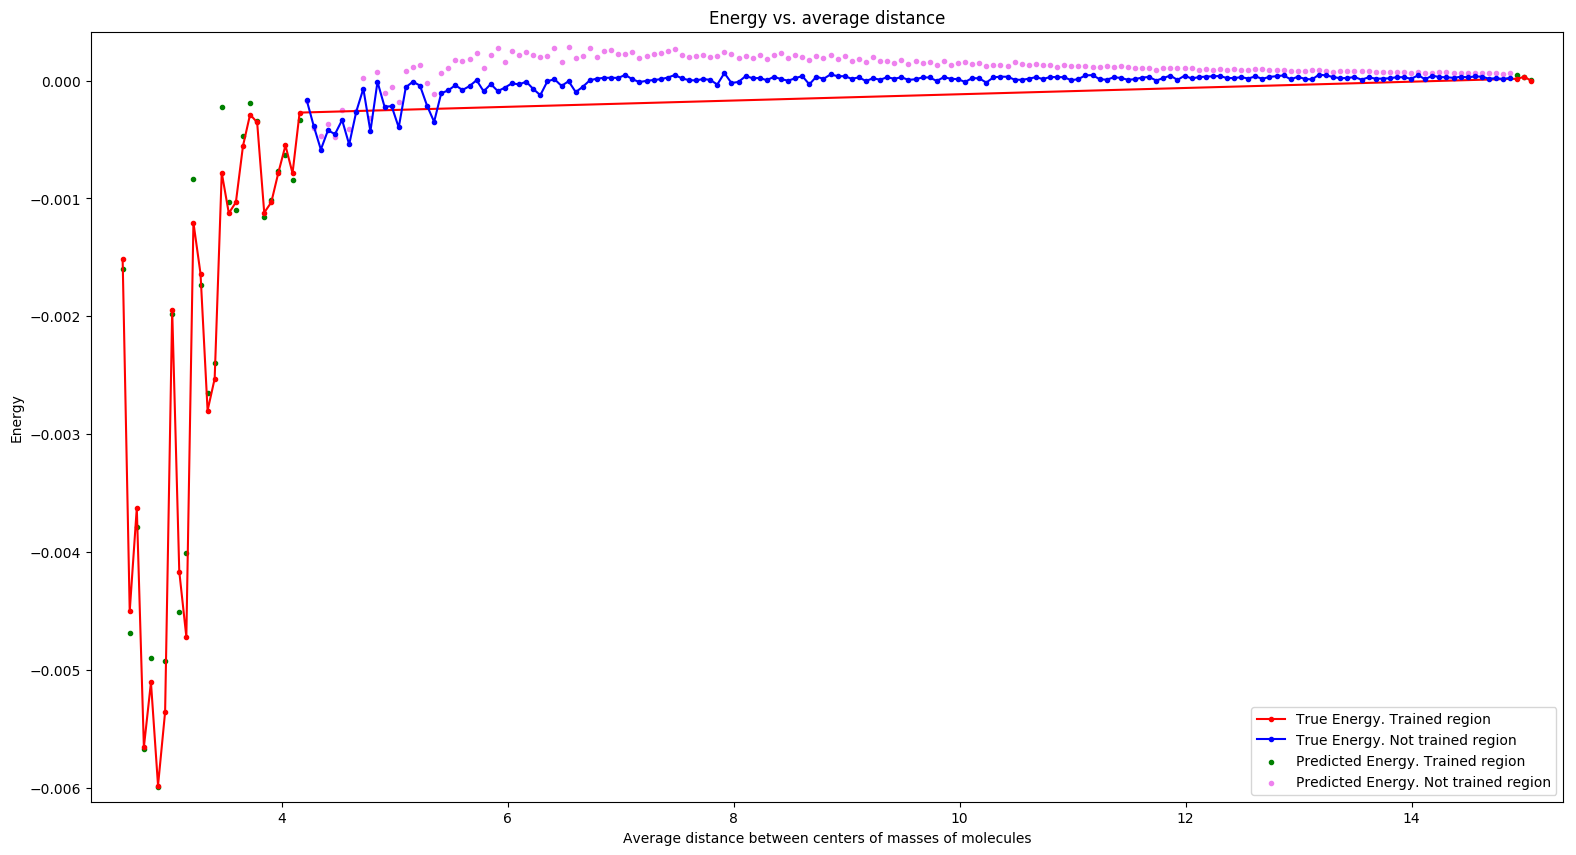 Energy vs. average distance
Energy
0.000
−0.001
−0.002
−0.003
−0.004
−0.005
−0.006
4
6
8
10
12
14
Average distance between centers of masses of molecules
True Energy. Trained region
True Energy. Not trained region
Predicted Energy. Trained region
Predicted Energy. Not trained region